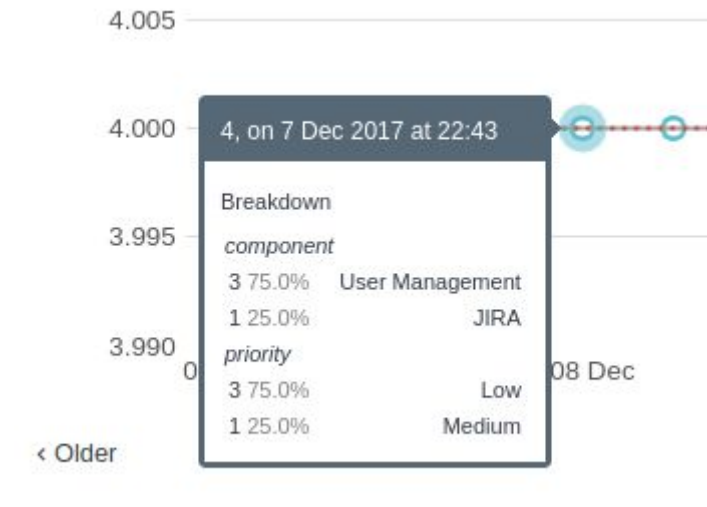 4.005
4.000
4, on 7 Dec 2017 at 22:43
Breakdown
3.995
component
3 75.0% User Management
1 25.0% JIRA
3.990
priority
0
08 Dec
3 75.0% Low
1 25.0% Medium
‹ Older